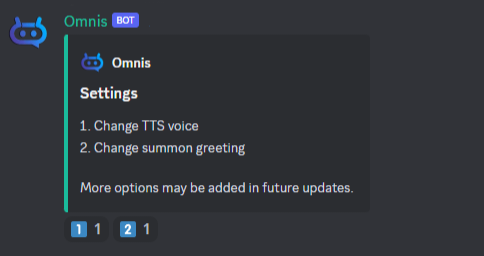 Omnis BOT
Omnis
Settings
1. Change TTS voice
2. Change summon greeting
More options may be added in future updates.
1 1 2 1